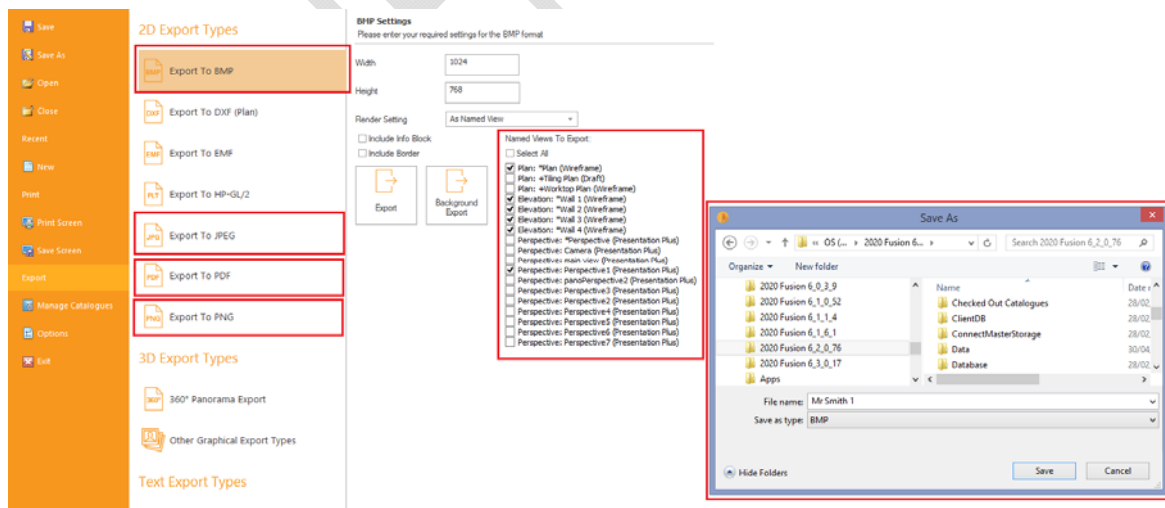 Save
Save As
Open
Close
Recent
New
Print
Print Screen
Save Screen
Export
Manage Catalogues
Options
Exit
2D Export Types
BMP Export To BMP
DXF Export To DXF (Plan)
EMF Export To EMF
PLT Export To HP-GL/2
JPG Export To JPEG
PDF Export To PDF
PNG Export To PNG
3D Export Types
360° 360° Panorama Export
Other Graphical Export Types
Text Export Types
BMP Settings
Please enter your required settings for the BMP format
Width 1024
Height 768
Render Setting As Named View
Include Info Block
Include Border
Export
Background
Export
Named Views To Export:
Select All
Plan: *Plan (Wireframe)
Plan: +Tiling Plan (Draft)
Plan: +Worktop Plan (Wireframe)
Elevation: *Wall 1 (Wireframe)
Elevation: *Wall 2 (Wireframe)
Elevation: *Wall 3 (Wireframe)
Elevation: *Wall 4 (Wireframe)
Perspective: *Perspective (Presentation Plus)
Perspective: Camera (Presentation Plus)
Perspective: main view (Presentation Plus)
Perspective: Perspective1 (Presentation Plus)
Perspective: panoPerspective2 (Presentation Plus)
Perspective: Perspective3 (Presentation Plus)
Perspective: Perspective2 (Presentation Plus)
Perspective: Perspective4 (Presentation Plus)
Perspective: Perspective5 (Presentation Plus)
Perspective: Perspective6 (Presentation Plus)
Perspective: Perspective7 (Presentation Plus)
Save As
« OS (... › 2020 Fusion 6... › Search 2020 Fusion 6_2_0_76
Organize New folder
2020 Fusion 6_0_3_9
2020 Fusion 6_1_0_52
2020 Fusion 6_1_1_4
2020 Fusion 6_1_6_1
2020 Fusion 6_2_0_76
2020 Fusion 6_3_0_17
Apps
Name Date r
Checked Out Catalogues 28/02
ClientDB 28/02
ConnectMasterStorage 28/02
Data 30/04
Database 28/02
File name: Mr Smith 1
Save as type: BMP
Hide Folders
Save
Cancel